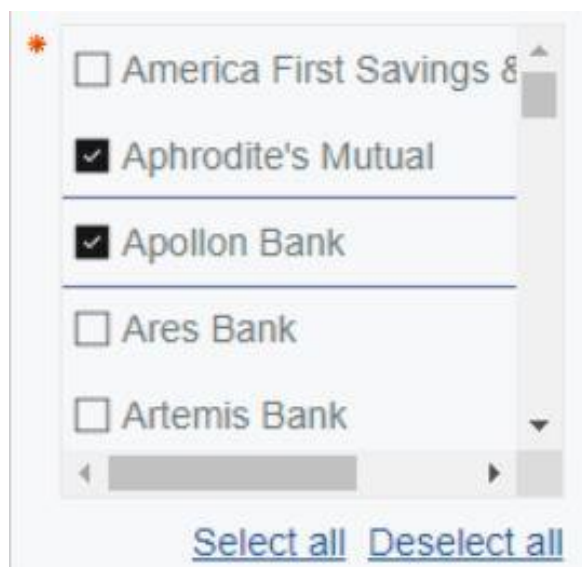 America First Savings &
Aphrodite's Mutual
Apollon Bank
Ares Bank
Artemis Bank
Select all Deselect all